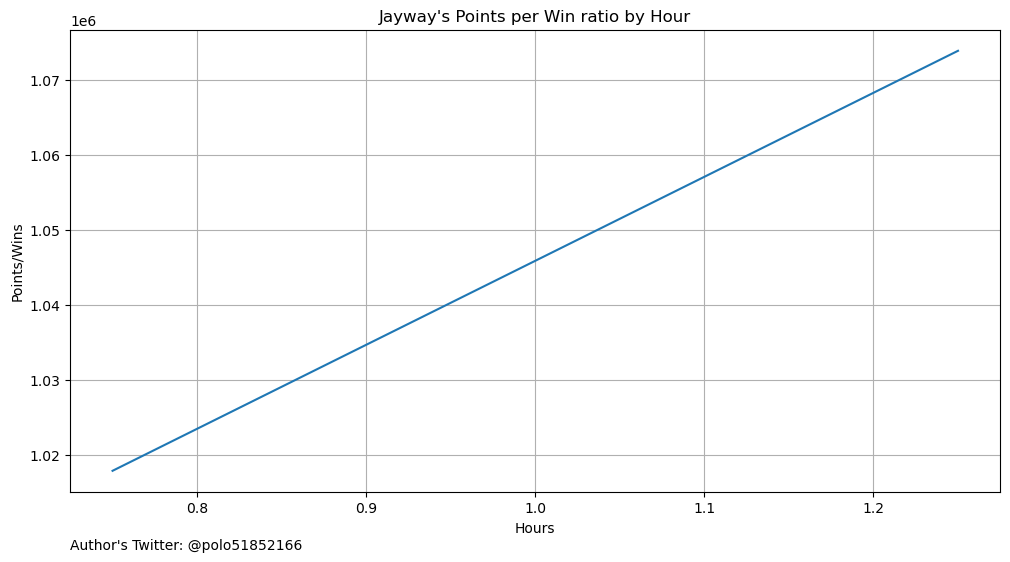 Jayway's Points per Win ratio by Hour
1e6
1.07
1.06
1.05
1.04
1.03
1.02
Points/Wins
0.8 0.9 1.0 1.1 1.2
Hours
Author's Twitter: @polo51852166